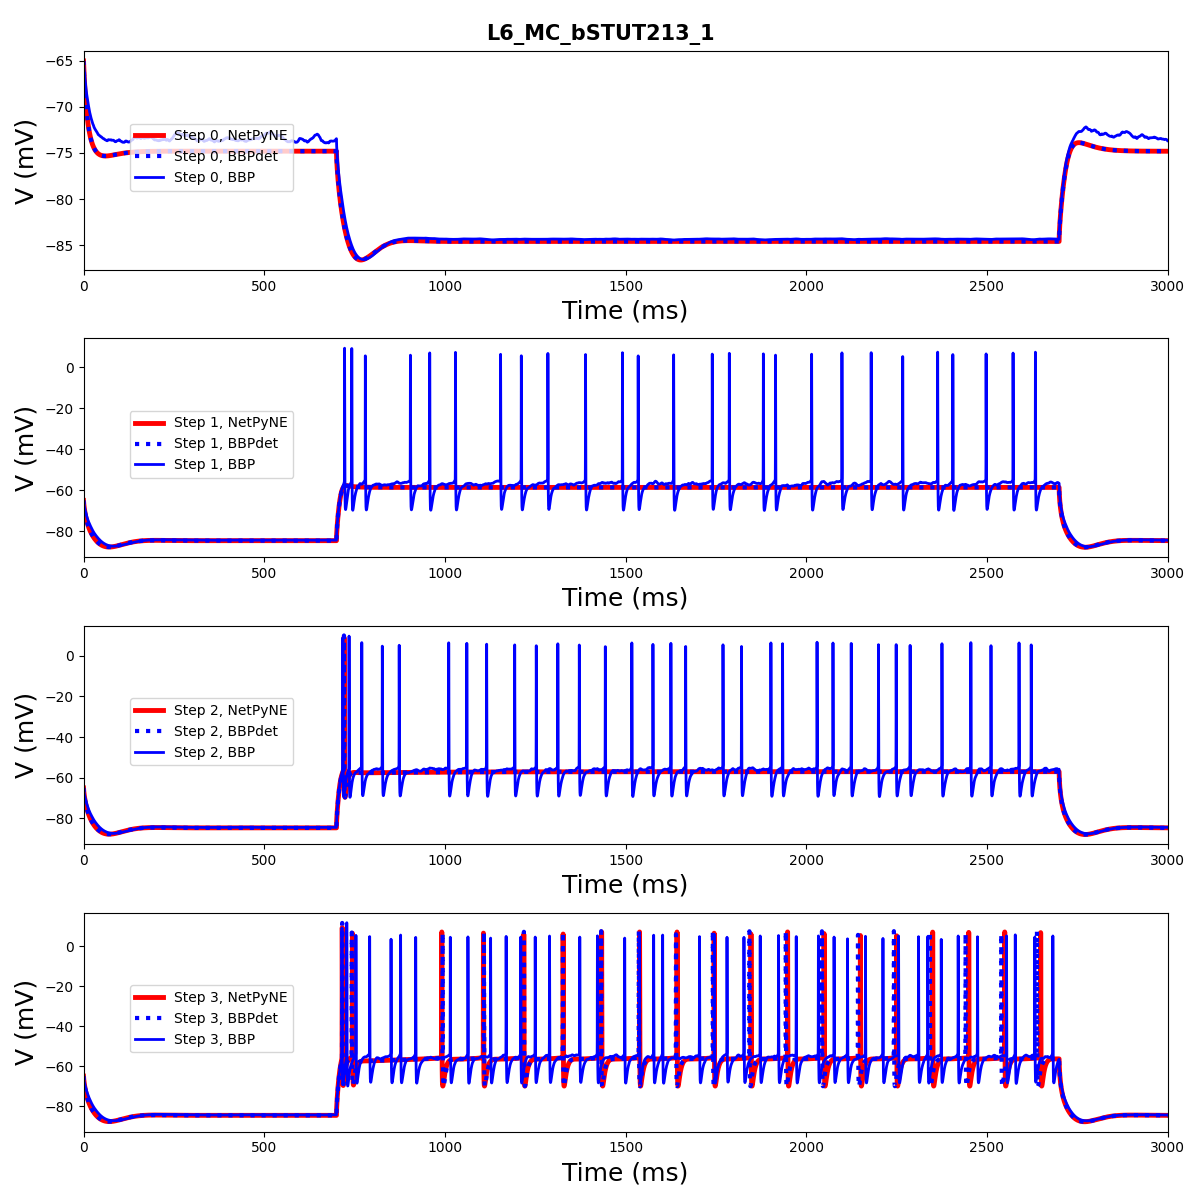 L6_MC_bSTUT213_1
−65
−70
−75
−80
−85
V (mV)
Step 0, NetPyNE
Step 0, BBPdet
Step 0, BBP
0 500 1000 1500 2000 2500 3000
Time (ms)
0
−20
−40
−60
−80
V (mV)
Step 1, NetPyNE
Step 1, BBPdet
Step 1, BBP
0 500 1000 1500 2000 2500 3000
Time (ms)
0
−20
−40
−60
−80
V (mV)
Step 2, NetPyNE
Step 2, BBPdet
Step 2, BBP
0 500 1000 1500 2000 2500 3000
Time (ms)
0
−20
−40
−60
−80
V (mV)
Step 3, NetPyNE
Step 3, BBPdet
Step 3, BBP
0 500 1000 1500 2000 2500 3000
Time (ms)